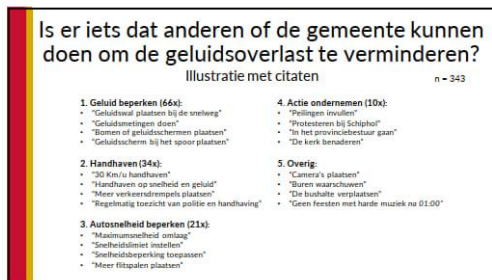 Is er iets dat anderen of de gemeente kunnen
doen om de geluidsoverlast te verminderen?
Illustratie met citaten
n = 343
1. Geluid beperken (66x):
• "Geluidswal plaatsen bij de snelweg"
• "Geluidsmetingen doen"
• "Bomen of geluidsschermen plaatsen"
• "Geluidscherm bij het spoor plaatsen"
2. Handhaven (34x):
• "30 Km/u handhaven"
• "Handhaven op snelheid en geluid"
• "Meer verkeersdrempels plaatsen"
• "Regelmatig toezicht van politie en handhaving"
3. Autosnelheid beperken (21x):
• "Maximumsnelheid omlaag"
• "Snelheidslimiet instellen"
• "Snelheidsbeperking toepassen"
• "Meer flitspalen plaatsen"
4. Actie ondernemen (10x):
• "Peilingen invullen"
• "Protesteren bij Schiphol"
• "In het provinciebestuur gaan"
• "De kerk benaderen"
5. Overig:
• "Camera's plaatsen"
• "Buren waarschuwen"
• "De bushalte verplaatsen"
• "Geen feesten met harde muziek na 01:00"